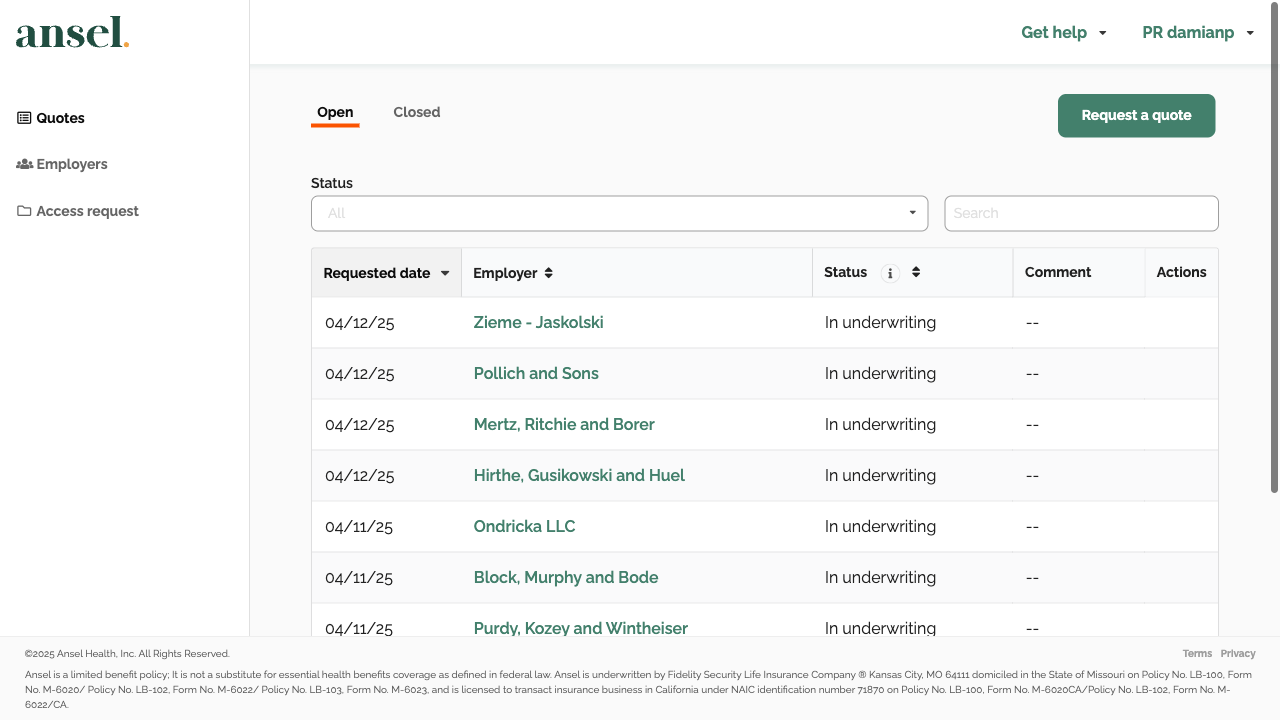 ansel.
Get help
PR damianp
Quotes
Employers
Access request
Open
Closed
Request a quote
Status
All
Search
Requested date
Employer
Status
Comment
Actions
04/12/25 Zieme - Jaskolski In underwriting --
04/12/25 Pollich and Sons In underwriting --
04/12/25 Mertz, Ritchie and Borer In underwriting --
04/12/25 Hirthe, Gusikowski and Huel In underwriting --
04/11/25 Ondricka LLC In underwriting --
04/11/25 Block, Murphy and Bode In underwriting --
04/11/25 Purdy, Kozey and Wintheiser In underwriting --
©2025 Ansel Health, Inc. All Rights Reserved.
Terms Privacy
Ansel is a limited benefit policy; It is not a substitute for essential health benefits coverage as defined in federal law. Ansel is underwritten by Fidelity Security Life Insurance Company ® Kansas City, MO 64111 domiciled in the State of Missouri on Policy No. LB-100, Form
No. M-6020/ Policy No. LB-102, Form No. M-6022/ Policy No. LB-103, Form No. M-6023, and is licensed to transact insurance business in California under NAIC identification number 71870 on Policy No. LB-100, Form No. M-6020CA/Policy No. LB-102, Form No. M-
6022/CA.